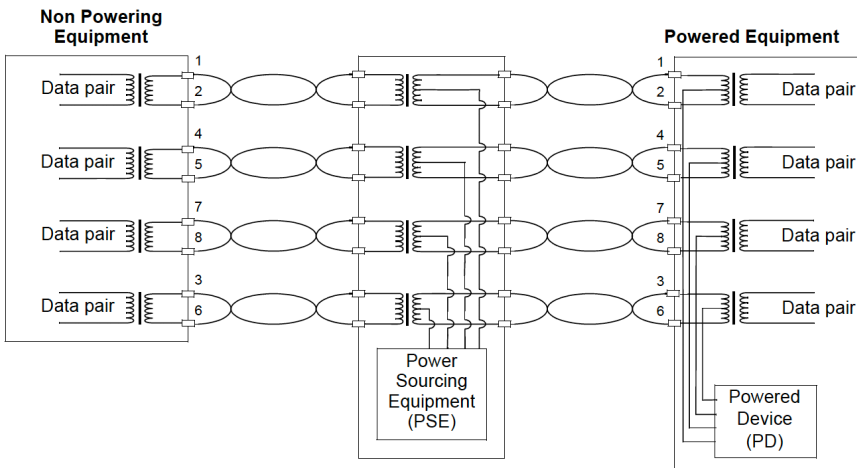 Non Powering
Equipment
Powered Equipment
1
1
Data pair
2
2
Data pair
4
4
Data pair
5
5
Data pair
7
7
Data pair
8
8
Data pair
3
3
Data pair
6
6
Data pair
Power
Sourcing
Equipment
(PSE)
Powered
Device
(PD)